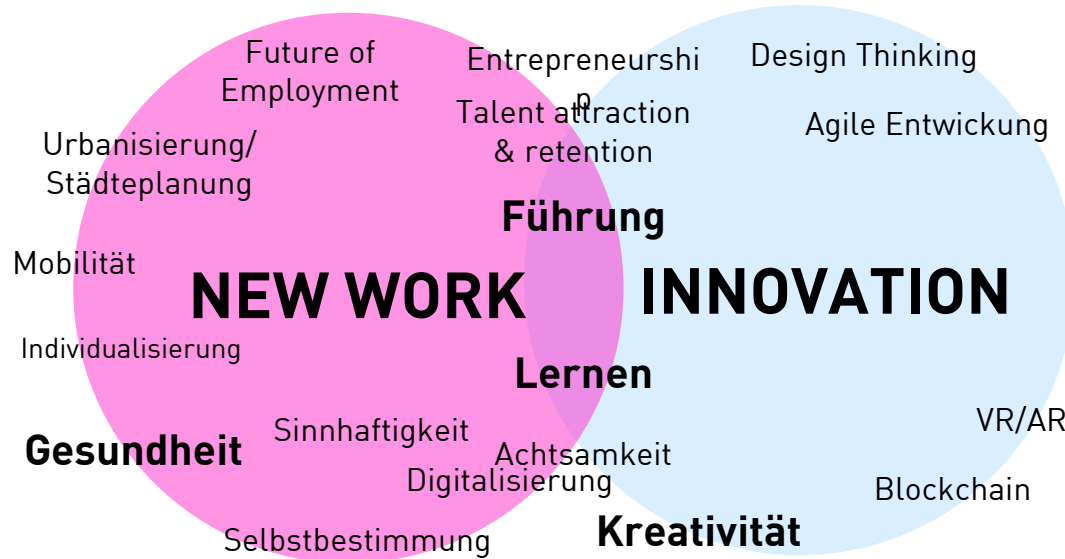 Future of
Employment
Entrepreneurshi
p
Design Thinking
Talent attraction
& retention
Agile Entwickung
Urbanisierung/
Städteplanung
Führung
Mobilität
NEW WORK
INNOVATION
Individualisierung
Lernen
Gesundheit
Sinnhaftigkeit
VR/AR
Achtsamkeit
Digitalisierung
Blockchain
Selbstbestimmung
Kreativität